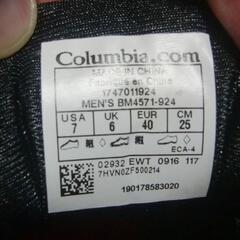 Columbia.com
MADE IN CHINA
Fabriqué en Chine
1747011924
MEN'S BM4571-924
USA UK EUR CM
7 6 40 25
ECA-4
02932 EWT 0916 117
7HVN0ZF500214
190178583020